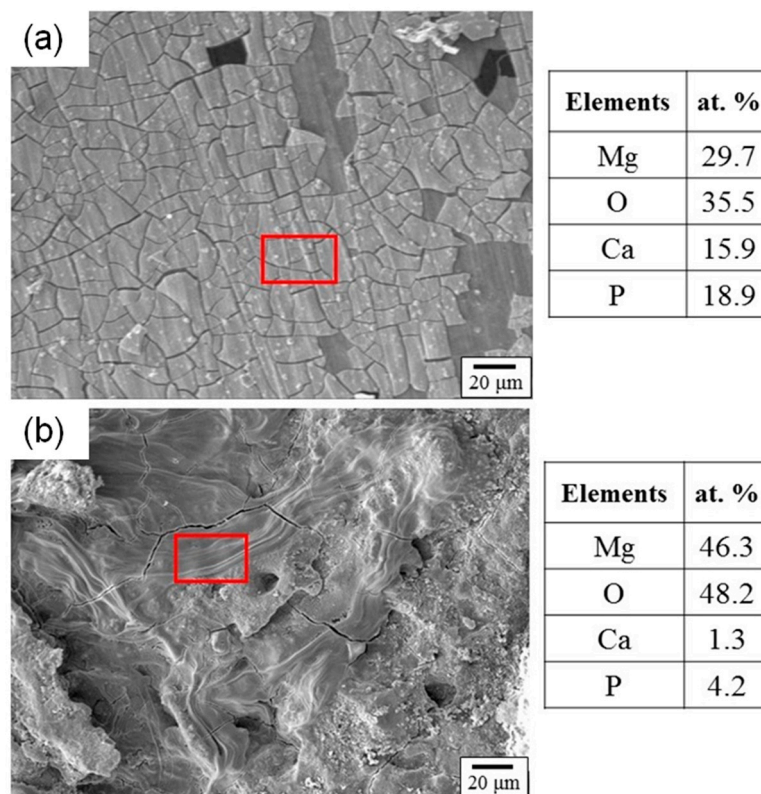 (a)
Elements at. %
Mg 29.7
O 35.5
Ca 15.9
P 18.9
20 μm
(b)
Elements at. %
Mg 46.3
O 48.2
Ca 1.3
P 4.2
20 μm